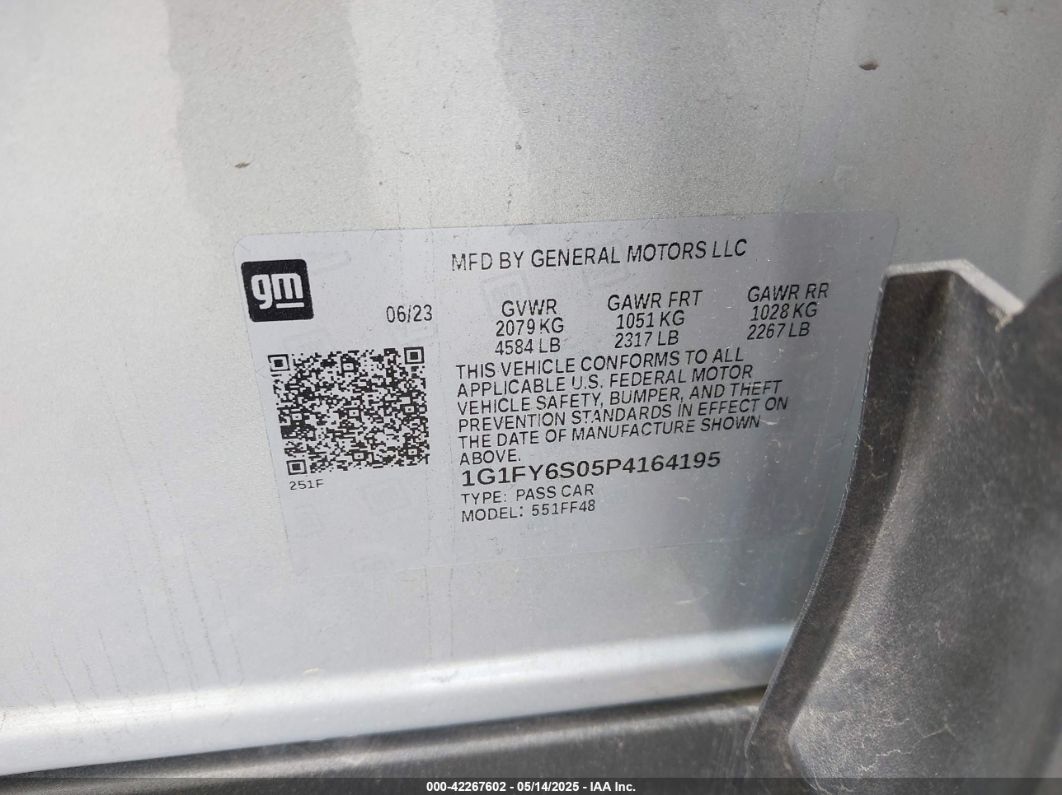 MFD BY GENERAL MOTORS LLC
gm
06/23
GVWR GAWR FRT GAWR RR
2079 KG 1051 KG 1028 KG
4584 LB 2317 LB 2267 LB
THIS VEHICLE CONFORMS TO ALL
APPLICABLE U.S. FEDERAL MOTOR
VEHICLE SAFETY, BUMPER, AND THEFT
PREVENTION STANDARDS IN EFFECT ON
THE DATE OF MANUFACTURE SHOWN
ABOVE.
1G1FY6S05P4164195
251F
TYPE: PASS CAR
MODEL: 551FF48
000-42267602 - 05/14/2025 - IAA Inc.